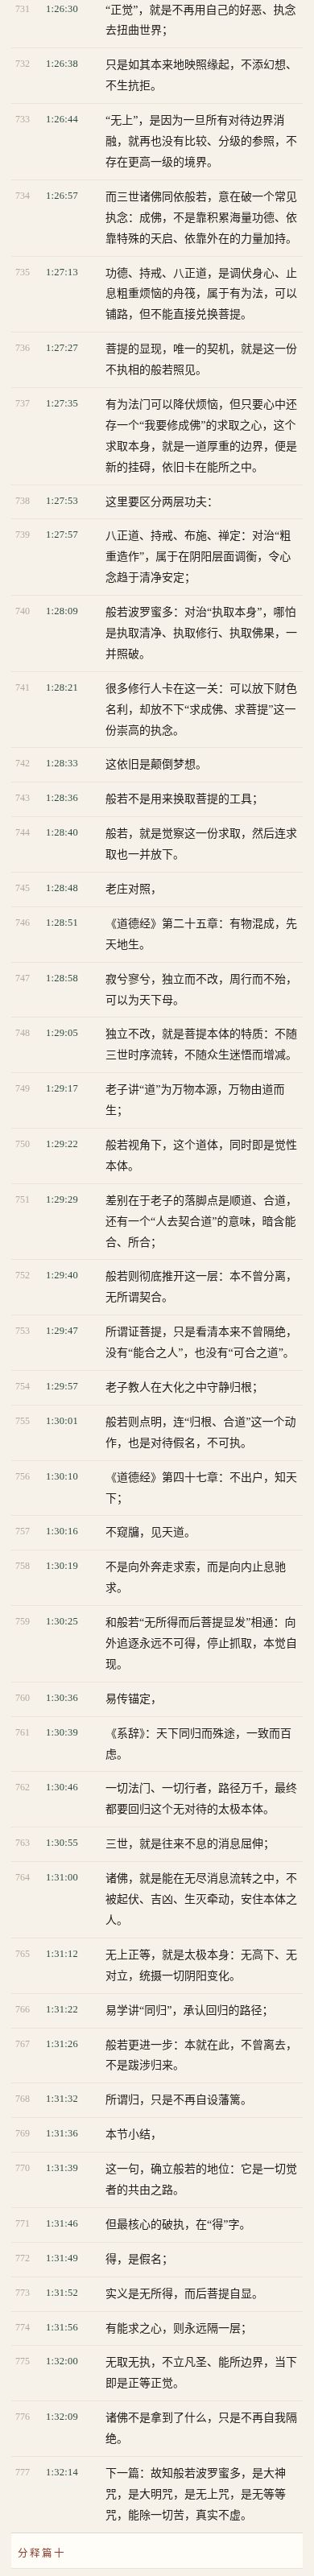 731 1:26:30 “正觉”，就是不再用自己的好恶、执念
去扭曲世界；
732 1:26:38 只是如其本来地映照缘起，不添幻想、
不生抗拒。
733 1:26:44 “无上”，是因为一旦所有对待边界消
融，就再也没有比较、分级的参照，不
存在更高一级的境界。
734 1:26:57 而三世诸佛同依般若，意在破一个常见
执念：成佛，不是靠积累海量功德、依
靠特殊的天启、依靠外在的力量加持。
735 1:27:13 功德、持戒、八正道，是调伏身心、止
息粗重烦恼的舟筏，属于有为法，可以
铺路，但不能直接兑换菩提。
736 1:27:27 菩提的显现，唯一的契机，就是这一份
不执相的般若照见。
737 1:27:35 有为法门可以降伏烦恼，但只要心中还
存一个“我要修成佛”的求取之心，这个
求取本身，就是一道厚重的边界，便是
新的挂碍，依旧卡在能所之中。
738 1:27:53 这里要区分两层功夫：
739 1:27:57 八正道、持戒、布施、禅定：对治“粗
重造作”，属于在阴阳层面调衡，令心
念趋于清净安定；
740 1:28:09 般若波罗蜜多：对治“执取本身”，哪怕
是执取清净、执取修行、执取佛果，一
并照破。
741 1:28:21 很多修行人卡在这一关：可以放下财色
名利，却放不下“求成佛、求菩提”这一
份崇高的执念。
742 1:28:33 这依旧是颠倒梦想。
743 1:28:36 般若不是用来换取菩提的工具；
744 1:28:40 般若，就是觉察这一份求取，然后连求
取也一并放下。
745 1:28:48 老庄对照，
746 1:28:51 《道德经》第二十五章：有物混成，先
天地生。
747 1:28:58 寂兮寥兮，独立而不改，周行而不殆，
可以为天下母。
748 1:29:05 独立不改，就是菩提本体的特质：不随
三世时序流转，不随众生迷悟而增减。
749 1:29:17 老子讲“道”为万物本源，万物由道而
生；
750 1:29:22 般若视角下，这个道体，同时即是觉性
本体。
751 1:29:29 差别在于老子的落脚点是顺道、合道，
还有一个“人去契合道”的意味，暗含能
合、所合；
752 1:29:40 般若则彻底推开这一层：本不曾分离，
无所谓契合。
753 1:29:47 所谓证菩提，只是看清本来不曾隔绝，
没有“能合之人”，也没有“可合之道”。
754 1:29:57 老子教人在大化之中守静归根；
755 1:30:01 般若则点明，连“归根、合道”这一个动
作，也是对待假名，不可执。
756 1:30:10 《道德经》第四十七章：不出户，知天
下；
757 1:30:16 不窥牖，见天道。
758 1:30:19 不是向外奔走求索，而是向内止息驰
求。
759 1:30:25 和般若“无所得而后菩提显发”相通：向
外追逐永远不可得，停止抓取，本觉自
现。
760 1:30:36 易传锚定，
761 1:30:39 《系辞》：天下同归而殊途，一致而百
虑。
762 1:30:46 一切法门、一切行者，路径万千，最终
都要回归这个无对待的太极本体。
763 1:30:55 三世，就是往来不息的消息屈伸；
764 1:31:00 诸佛，就是能在无尽消息流转之中，不
被起伏、吉凶、生灭牵动，安住本体之
人。
765 1:31:12 无上正等，就是太极本身：无高下、无
对立，统摄一切阴阳变化。
766 1:31:22 易学讲“同归”，承认回归的路径；
767 1:31:26 般若更进一步：本就在此，不曾离去，
不是跋涉归来。
768 1:31:32 所谓归，只是不再自设藩篱。
769 1:31:36 本节小结，
770 1:31:39 这一句，确立般若的地位：它是一切觉
者的共由之路。
771 1:31:46 但最核心的破执，在“得”字。
772 1:31:49 得，是假名；
773 1:31:52 实义是无所得，而后菩提自显。
774 1:31:56 有能求之心，则永远隔一层；
775 1:32:00 无取无执，不立凡圣、能所边界，当下
即是正等正觉。
776 1:32:09 诸佛不是拿到了什么，只是不再自我隔
绝。
777 1:32:14 下一篇：故知般若波罗蜜多，是大神
咒，是大明咒，是无上咒，是无等等
咒，能除一切苦，真实不虚。
分释篇十